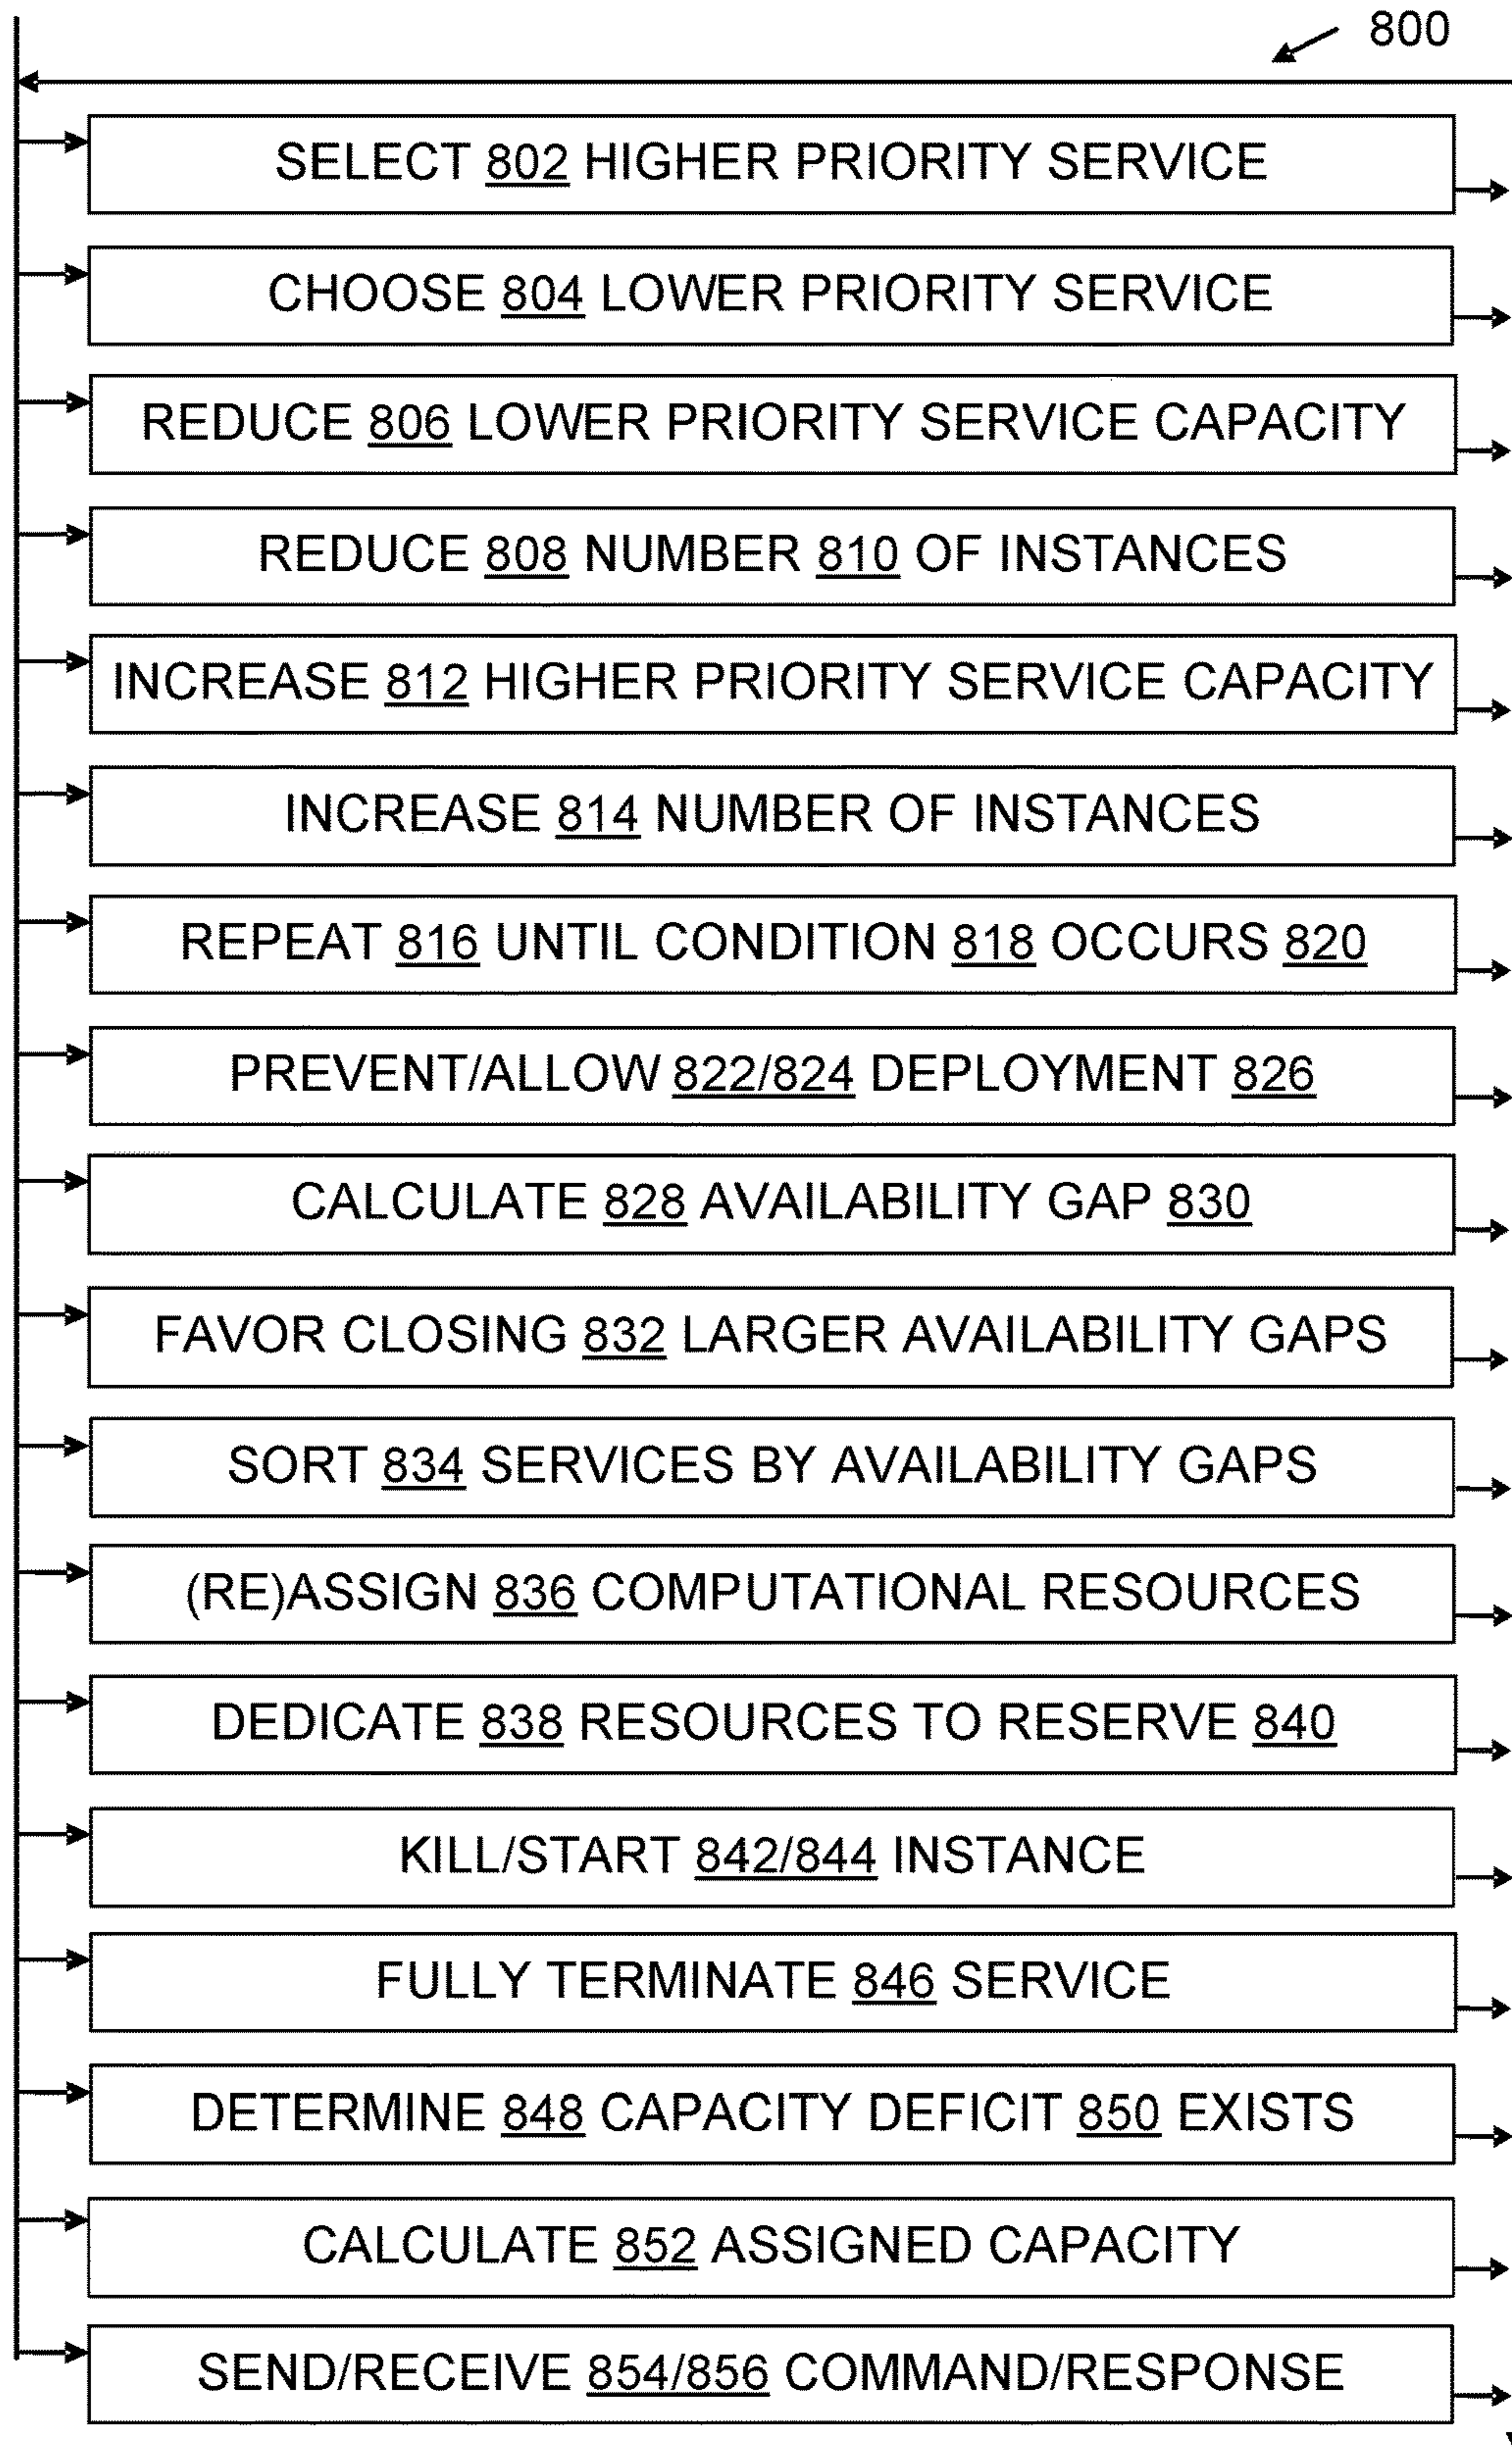 800
SELECT 802 HIGHER PRIORITY SERVICE
CHOOSE 804 LOWER PRIORITY SERVICE
REDUCE 806 LOWER PRIORITY SERVICE CAPACITY
REDUCE 808 NUMBER 810 OF INSTANCES
INCREASE 812 HIGHER PRIORITY SERVICE CAPACITY
INCREASE 814 NUMBER OF INSTANCES
REPEAT 816 UNTIL CONDITION 818 OCCURS 820
PREVENT/ALLOW 822/824 DEPLOYMENT 826
CALCULATE 828 AVAILABILITY GAP 830
FAVOR CLOSING 832 LARGER AVAILABILITY GAPS
SORT 834 SERVICES BY AVAILABILITY GAPS
(RE)ASSIGN 836 COMPUTATIONAL RESOURCES
DEDICATE 838 RESOURCES TO RESERVE 840
KILL/START 842/844 INSTANCE
FULLY TERMINATE 846 SERVICE
DETERMINE 848 CAPACITY DEFICIT 850 EXISTS
CALCULATE 852 ASSIGNED CAPACITY
SEND/RECEIVE 854/856 COMMAND/RESPONSE